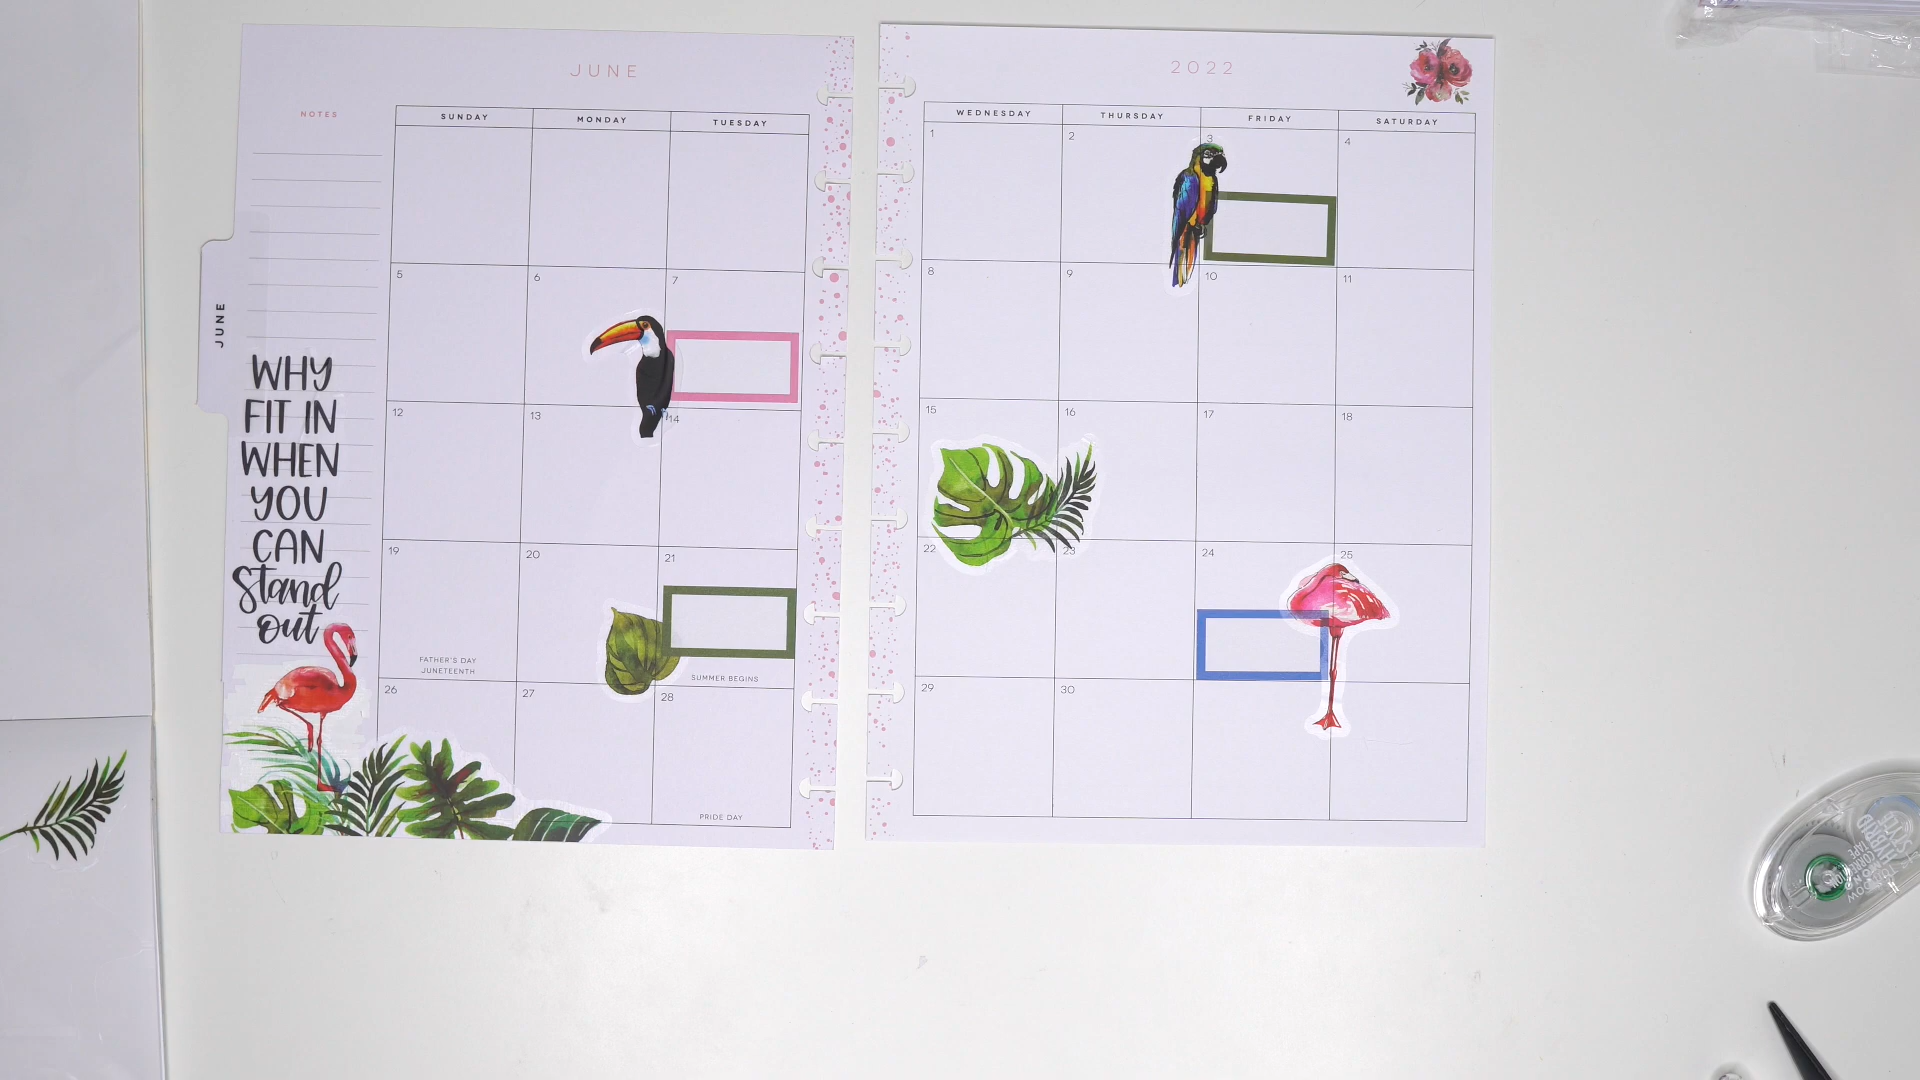 JUNE
NOTES
SUNDAY MONDAY TUESDAY
5 6 7
12 13 14
19 20 21
FATHER'S DAY
JUNETEENTH
SUMMER BEGINS
26 27 28
PRIDE DAY
JUNE
WHY
FIT IN
WHEN
YOU
CAN
Stand
out
2022
WEDNESDAY THURSDAY FRIDAY SATURDAY
1 2 3 4
8 9 10 11
15 16 17 18
22 23 24 25
29 30